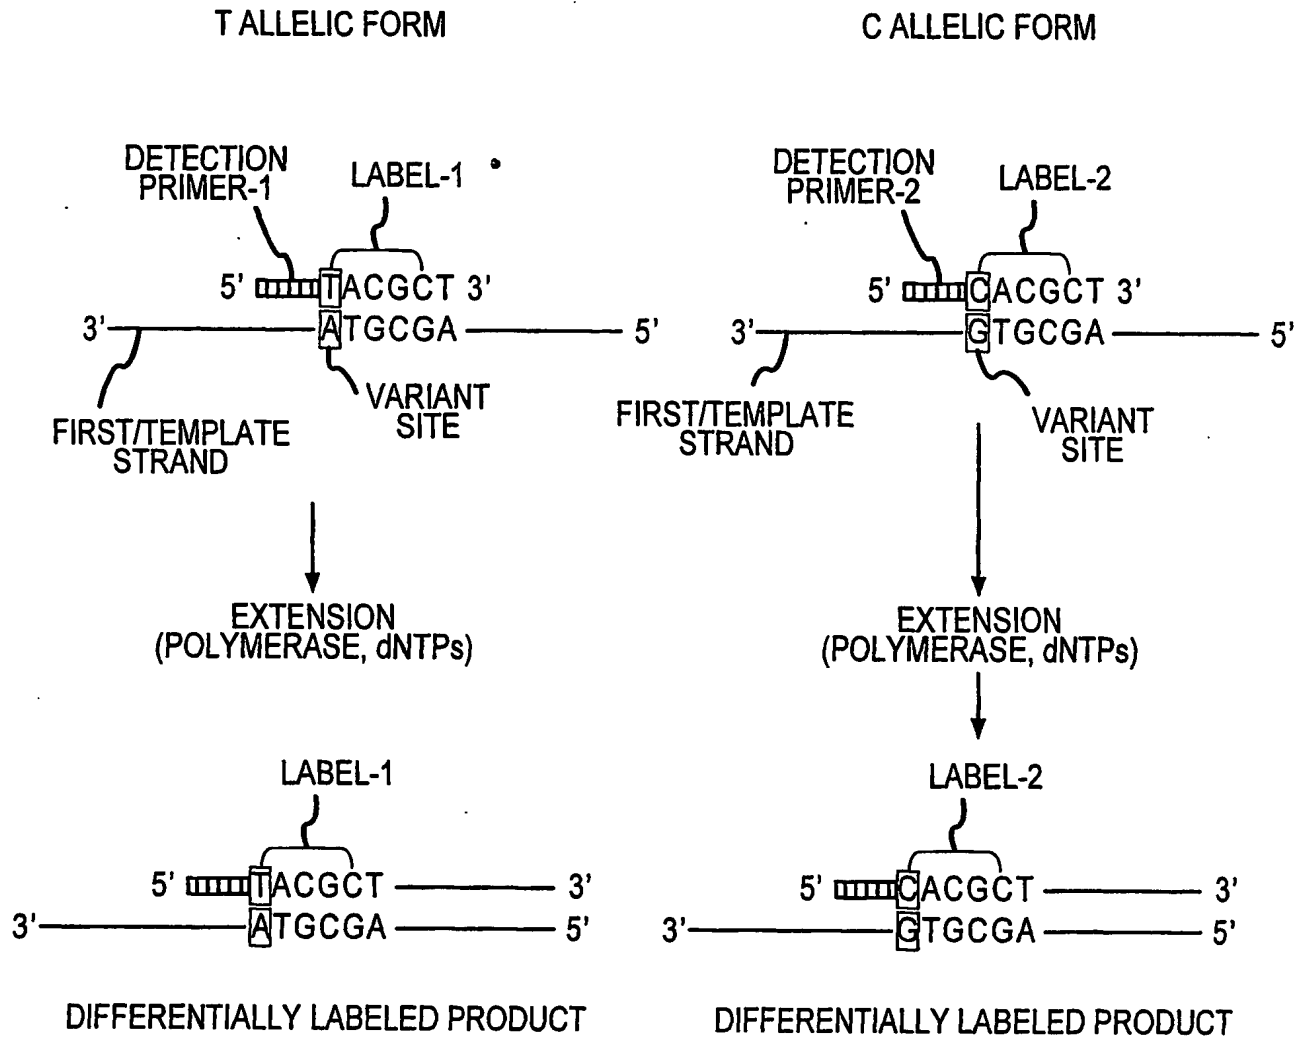 T ALLELIC FORM
DETECTION
PRIMER-1
LABEL-1
5' TACGCT 3'
3' ATGCGA 5'
VARIANT
SITE
FIRST/TEMPLATE
STRAND
EXTENSION
(POLYMERASE, dNTPs)
LABEL-1
5' TACGCT 3'
3' ATGCGA 5'
DIFFERENTIALLY LABELED PRODUCT
C ALLELIC FORM
DETECTION
PRIMER-2
LABEL-2
5' CACGCT 3'
3' GTGCGA 5'
FIRST/TEMPLATE
STRAND
VARIANT
SITE
EXTENSION
(POLYMERASE, dNTPs)
LABEL-2
5' CACGCT 3'
3' GTGCGA 5'
DIFFERENTIALLY LABELED PRODUCT